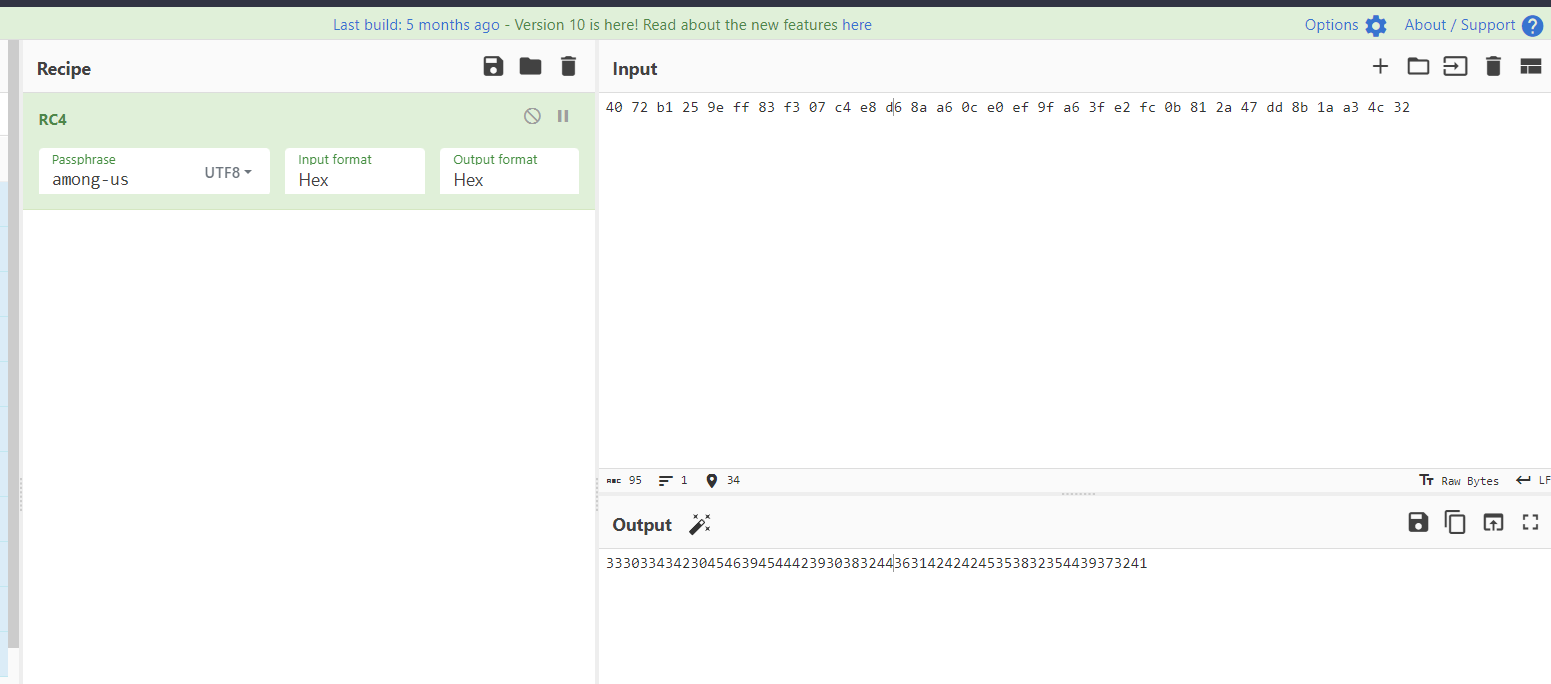 Last build: 5 months ago - Version 10 is here! Read about the new features here
Options
About / Support
Recipe
Input
RC4
Passphrase
among-us
UTF8
Input format
Hex
Output format
Hex
40 72 b1 25 9e ff 83 f3 07 c4 e8 d6 8a a6 0c e0 ef 9f a6 3f e2 fc 0b 81 2a 47 dd 8b 1a a3 4c 32
ABC 95
1
34
Raw Bytes
LF
Output
3330334342304546394544423930383244363142424245353832354439373241